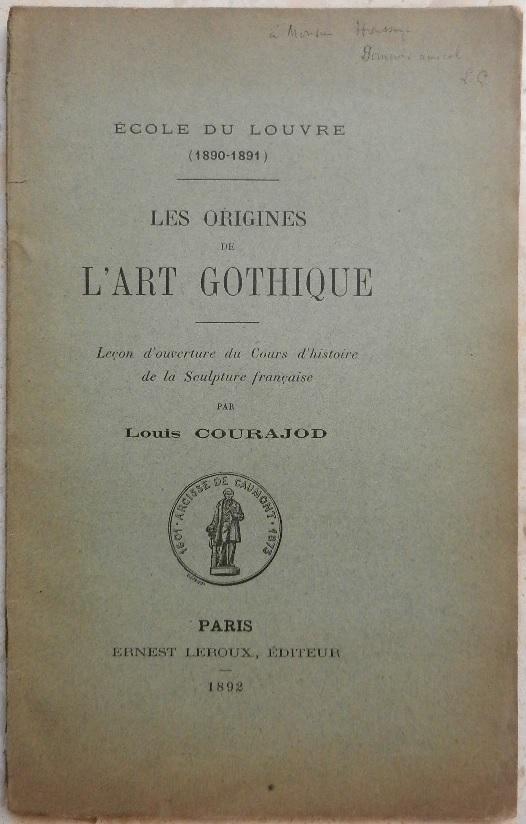 à Monsieur
L. C.
ÉCOLE DU LOUVRE
(1890-1891)
LES ORIGINES
DE
L'ART GOTHIQUE
Leçon d'ouverture du Cours d'histoire
de la Sculpture française
PAR
Louis COURAJOD
1801 · ARCISSE DE CAUMONT · 1873
PARIS
ERNEST LEROUX, ÉDITEUR
1892